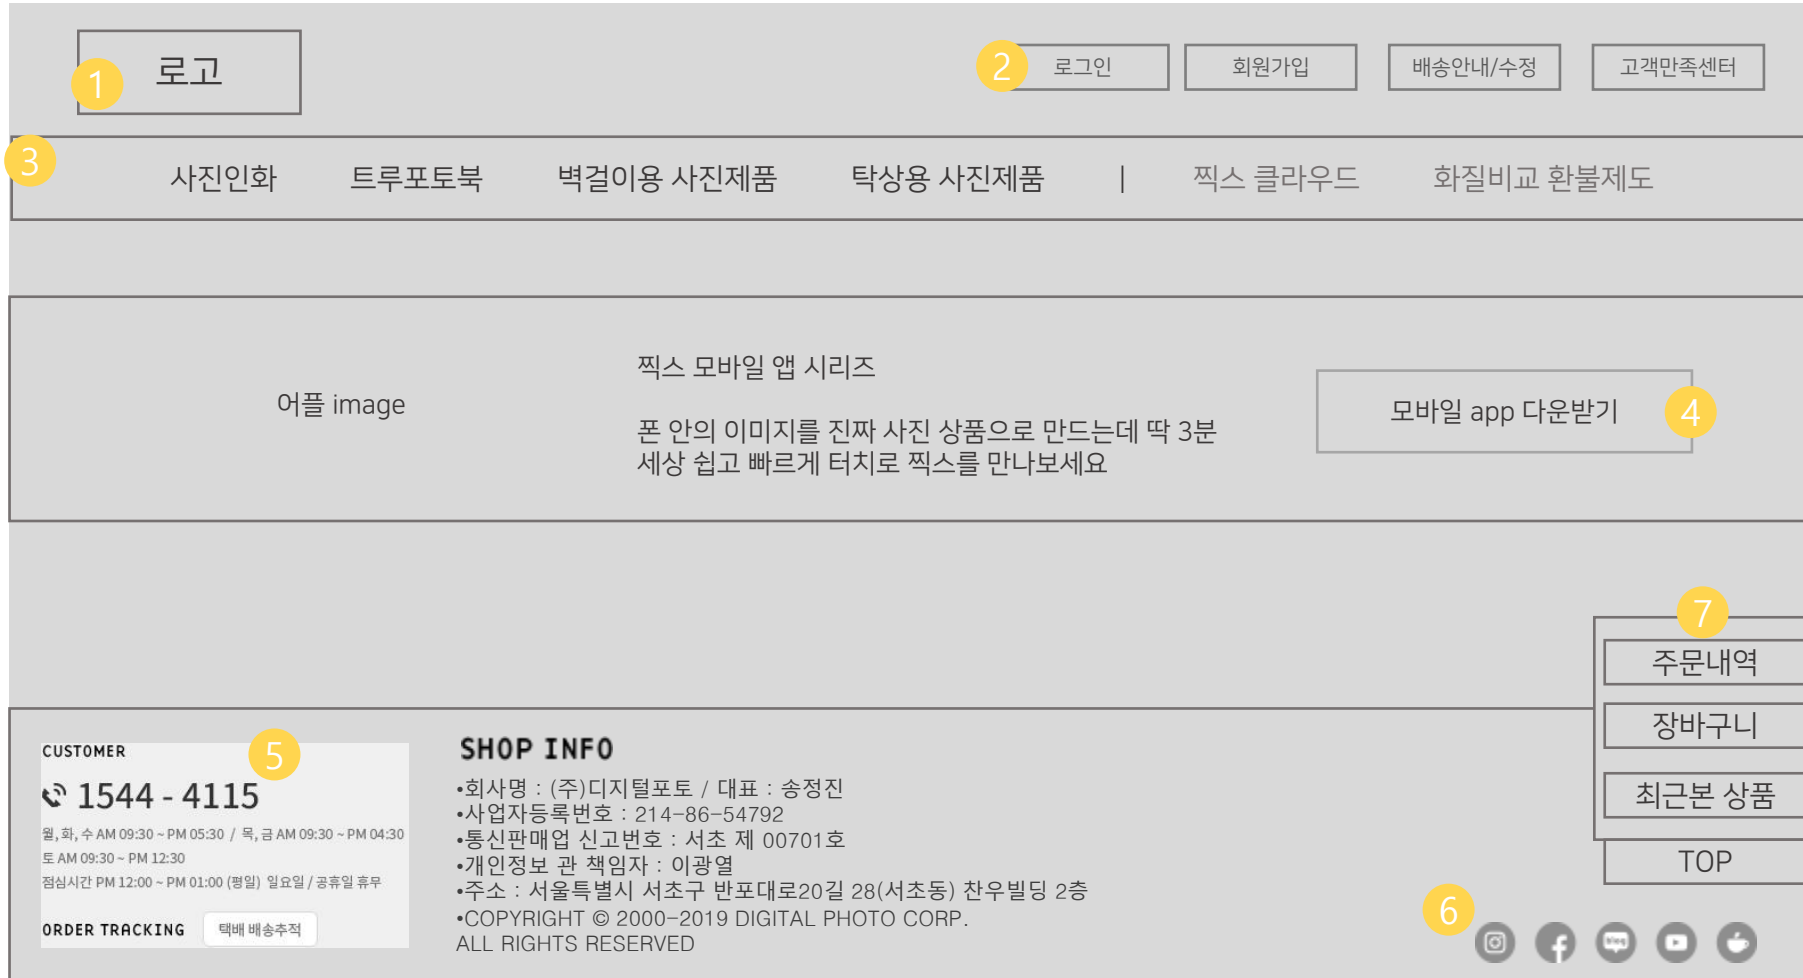 1
로고
2
로그인
회원가입
배송안내/수정
고객만족센터
3
사진인화 트루포토북 벽걸이용 사진제품 탁상용 사진제품 | 찍스 클라우드 화질비교 환불제도
어플 image
찍스 모바일 앱 시리즈
폰 안의 이미지를 진짜 사진 상품으로 만드는데 딱 3분
세상 쉽고 빠르게 터치로 찍스를 만나보세요
모바일 app 다운받기
4
7
주문내역
장바구니
최근본 상품
TOP
CUSTOMER
5
1544 - 4115
월, 화, 수 AM 09:30 ~ PM 05:30 / 목, 금 AM 09:30 ~ PM 04:30
토 AM 09:30 ~ PM 12:30
점심시간 PM 12:00 ~ PM 01:00 (평일) 일요일 / 공휴일 휴무
ORDER TRACKING 택배 배송추적
SHOP INFO
•회사명 : (주)디지털포토 / 대표 : 송정진
•사업자등록번호 : 214-86-54792
•통신판매업 신고번호 : 서초 제 00701호
•개인정보 관 책임자 : 이광열
•주소 : 서울특별시 서초구 반포대로20길 28(서초동) 찬우빌딩 2층
•COPYRIGHT © 2000-2019 DIGITAL PHOTO CORP.
ALL RIGHTS RESERVED
6
blog